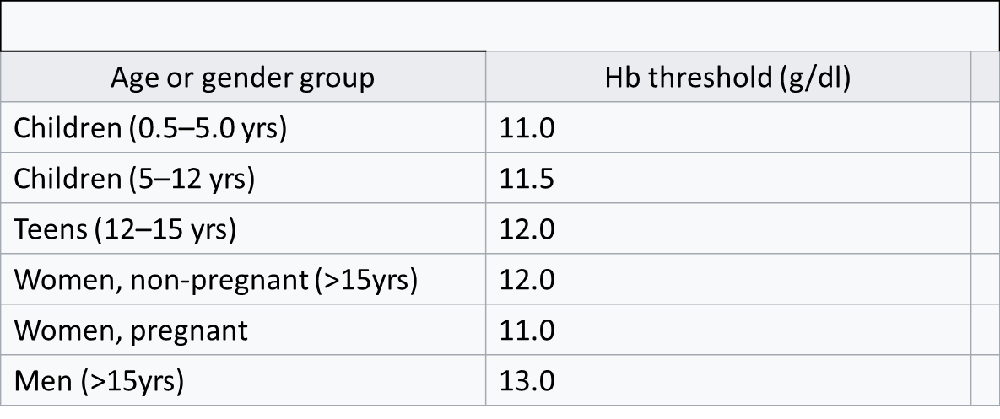 Age or gender group Hb threshold (g/dl)
Children (0.5–5.0 yrs) 11.0
Children (5–12 yrs) 11.5
Teens (12–15 yrs) 12.0
Women, non-pregnant (>15yrs) 12.0
Women, pregnant 11.0
Men (>15yrs) 13.0